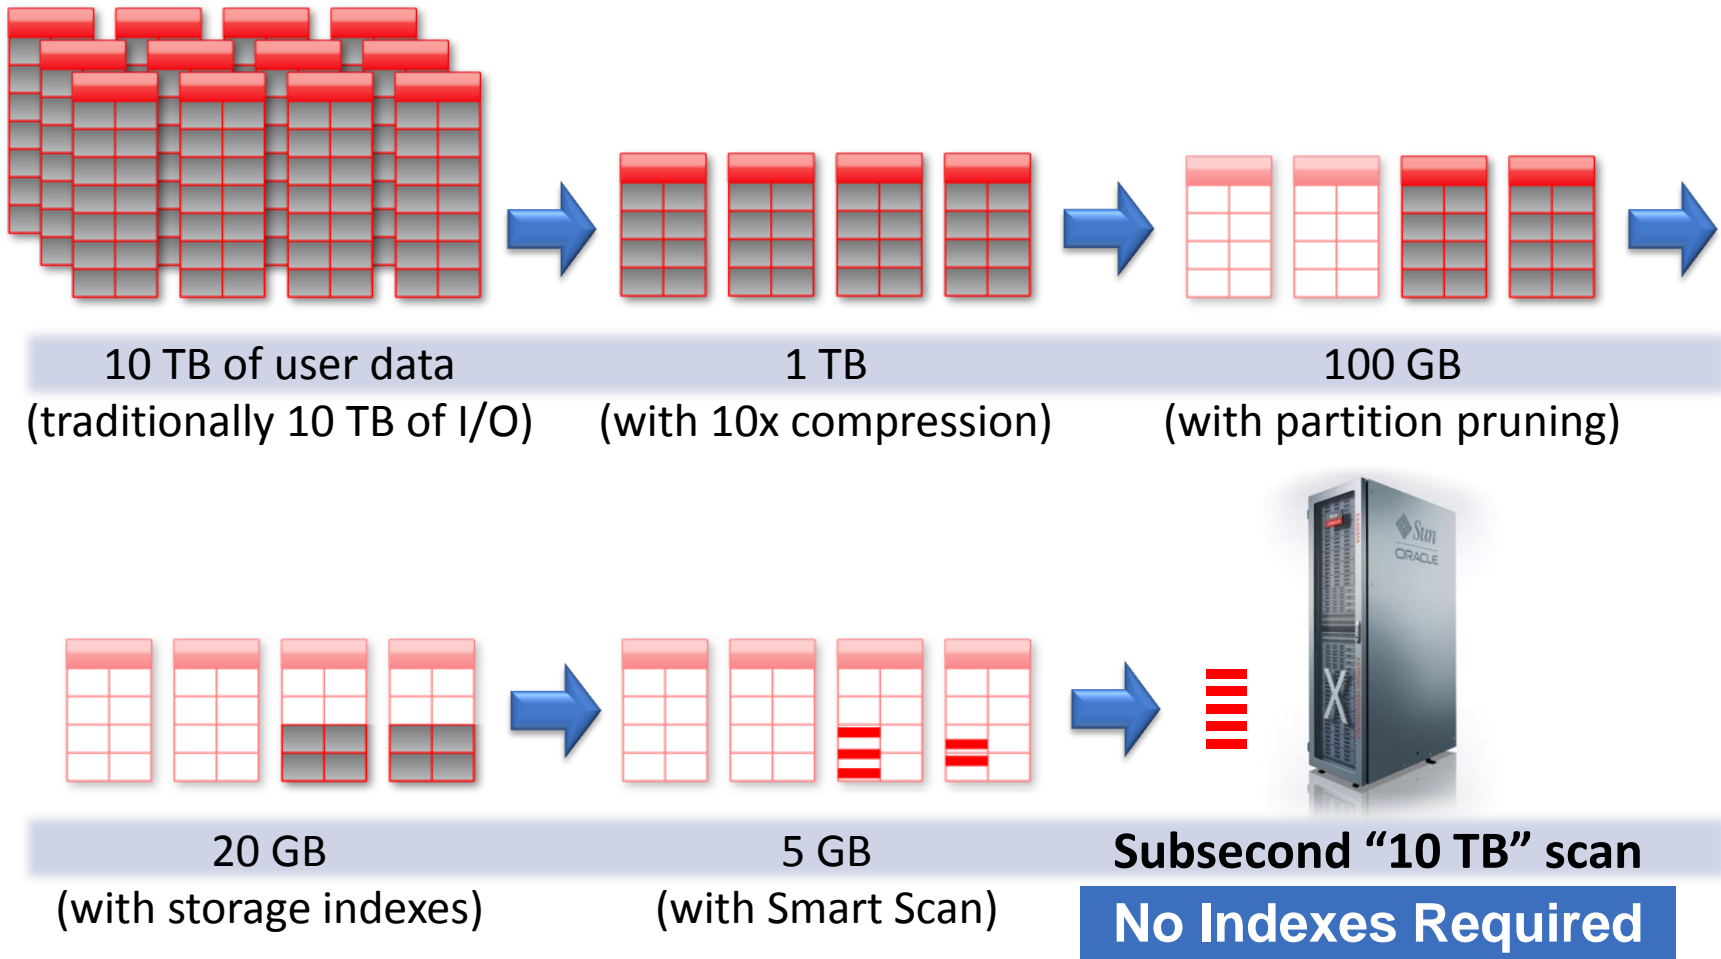 10 TB of user data
(traditionally 10 TB of I/O)
1 TB
(with 10x compression)
100 GB
(with partition pruning)
20 GB
(with storage indexes)
5 GB
(with Smart Scan)
Sun
ORACLE
X
Subsecond “10 TB” scan
No Indexes Required